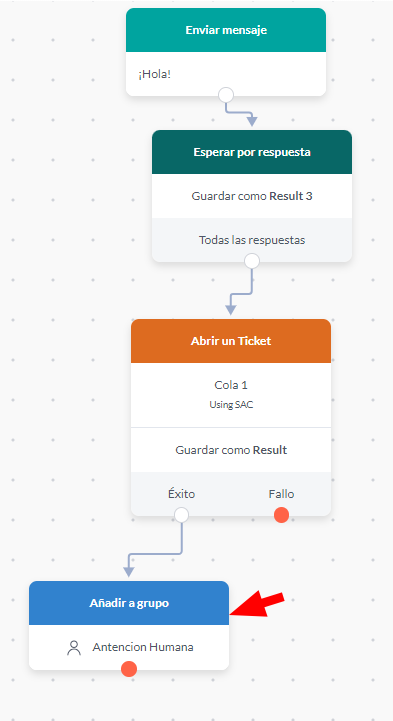 Enviar mensaje
¡Hola!
Esperar por respuesta
Guardar como Result 3
Todas las respuestas
Abrir un Ticket
Cola 1
Using SAC
Guardar como Result
Éxito Fallo
Añadir a grupo
Antencion Humana